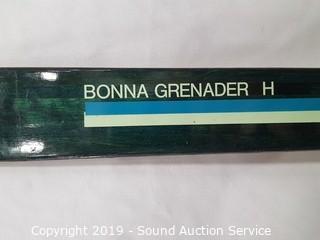 BONNA GRENADER H
Copyright 2019 - Sound Auction Service